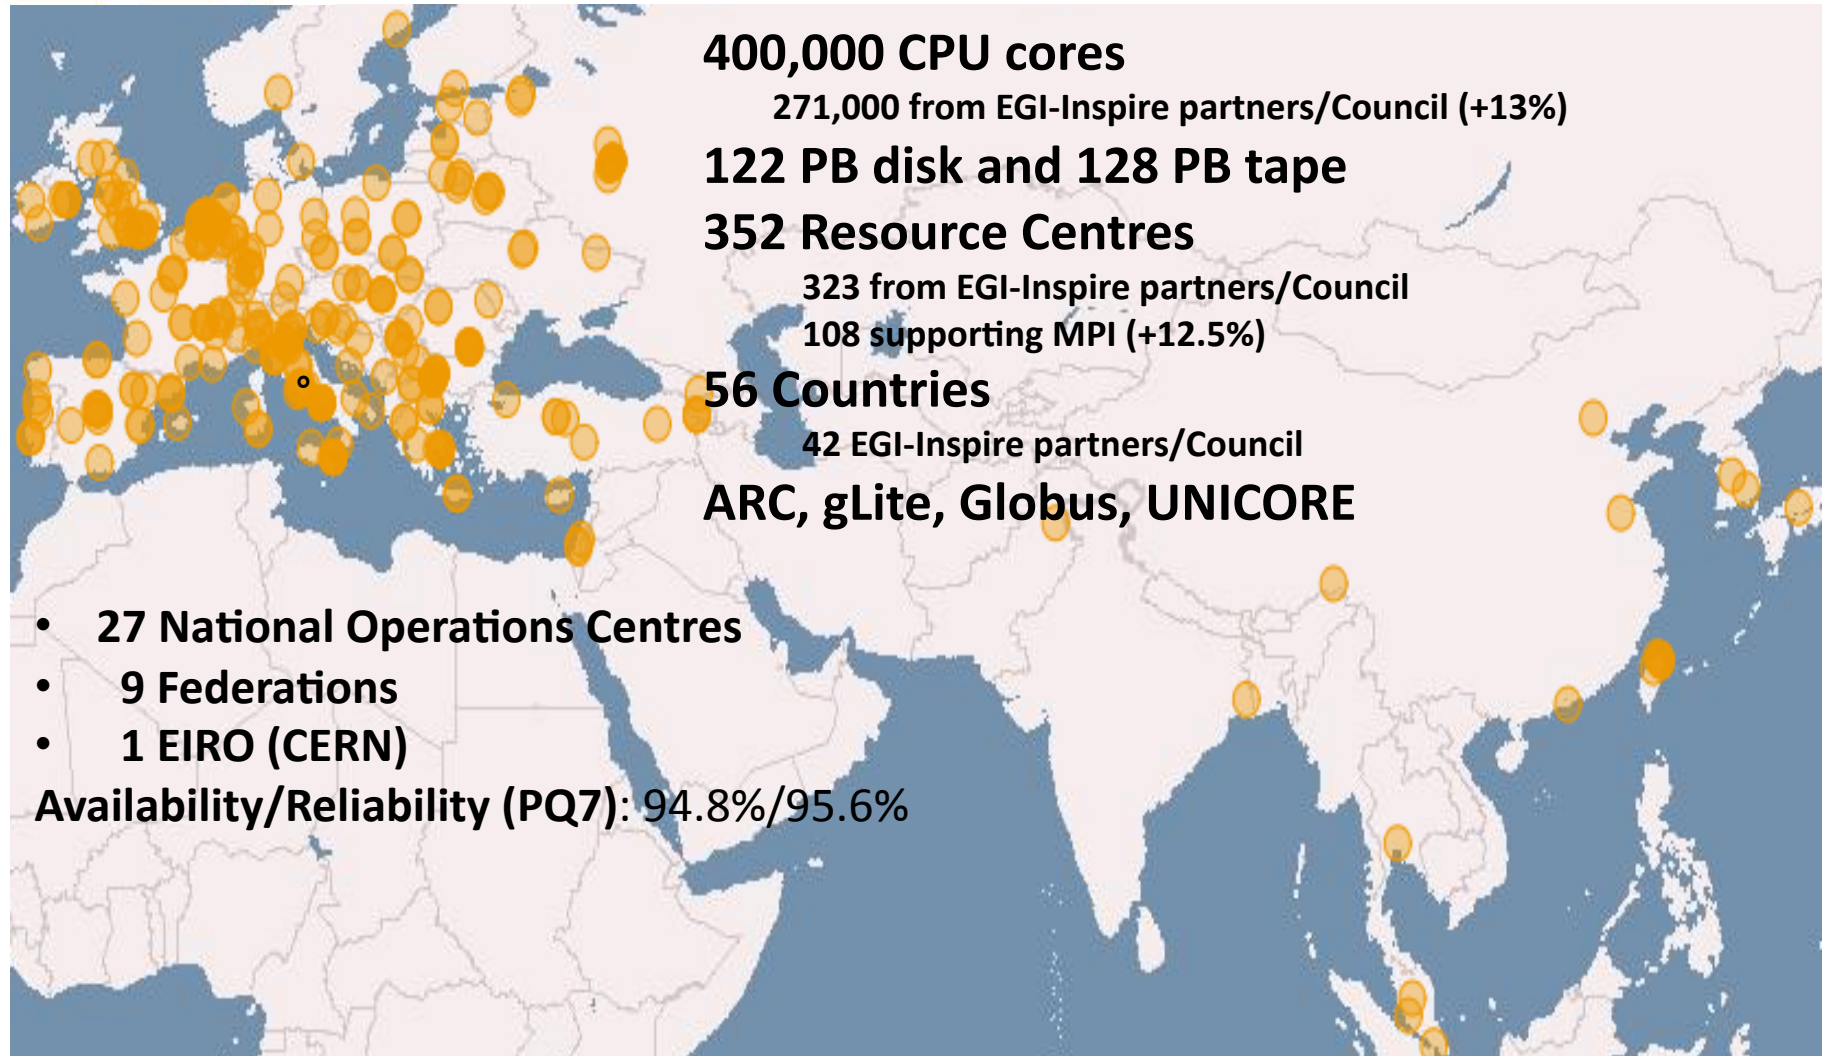 400,000 CPU cores
271,000 from EGI-Inspire partners/Council (+13%)
122 PB disk and 128 PB tape
352 Resource Centres
323 from EGI-Inspire partners/Council
108 supporting MPI (+12.5%)
56 Countries
42 EGI-Inspire partners/Council
ARC, gLite, Globus, UNICORE
• 27 National Operations Centres
• 9 Federations
• 1 EIRO (CERN)
Availability/Reliability (PQ7): 94.8%/95.6%